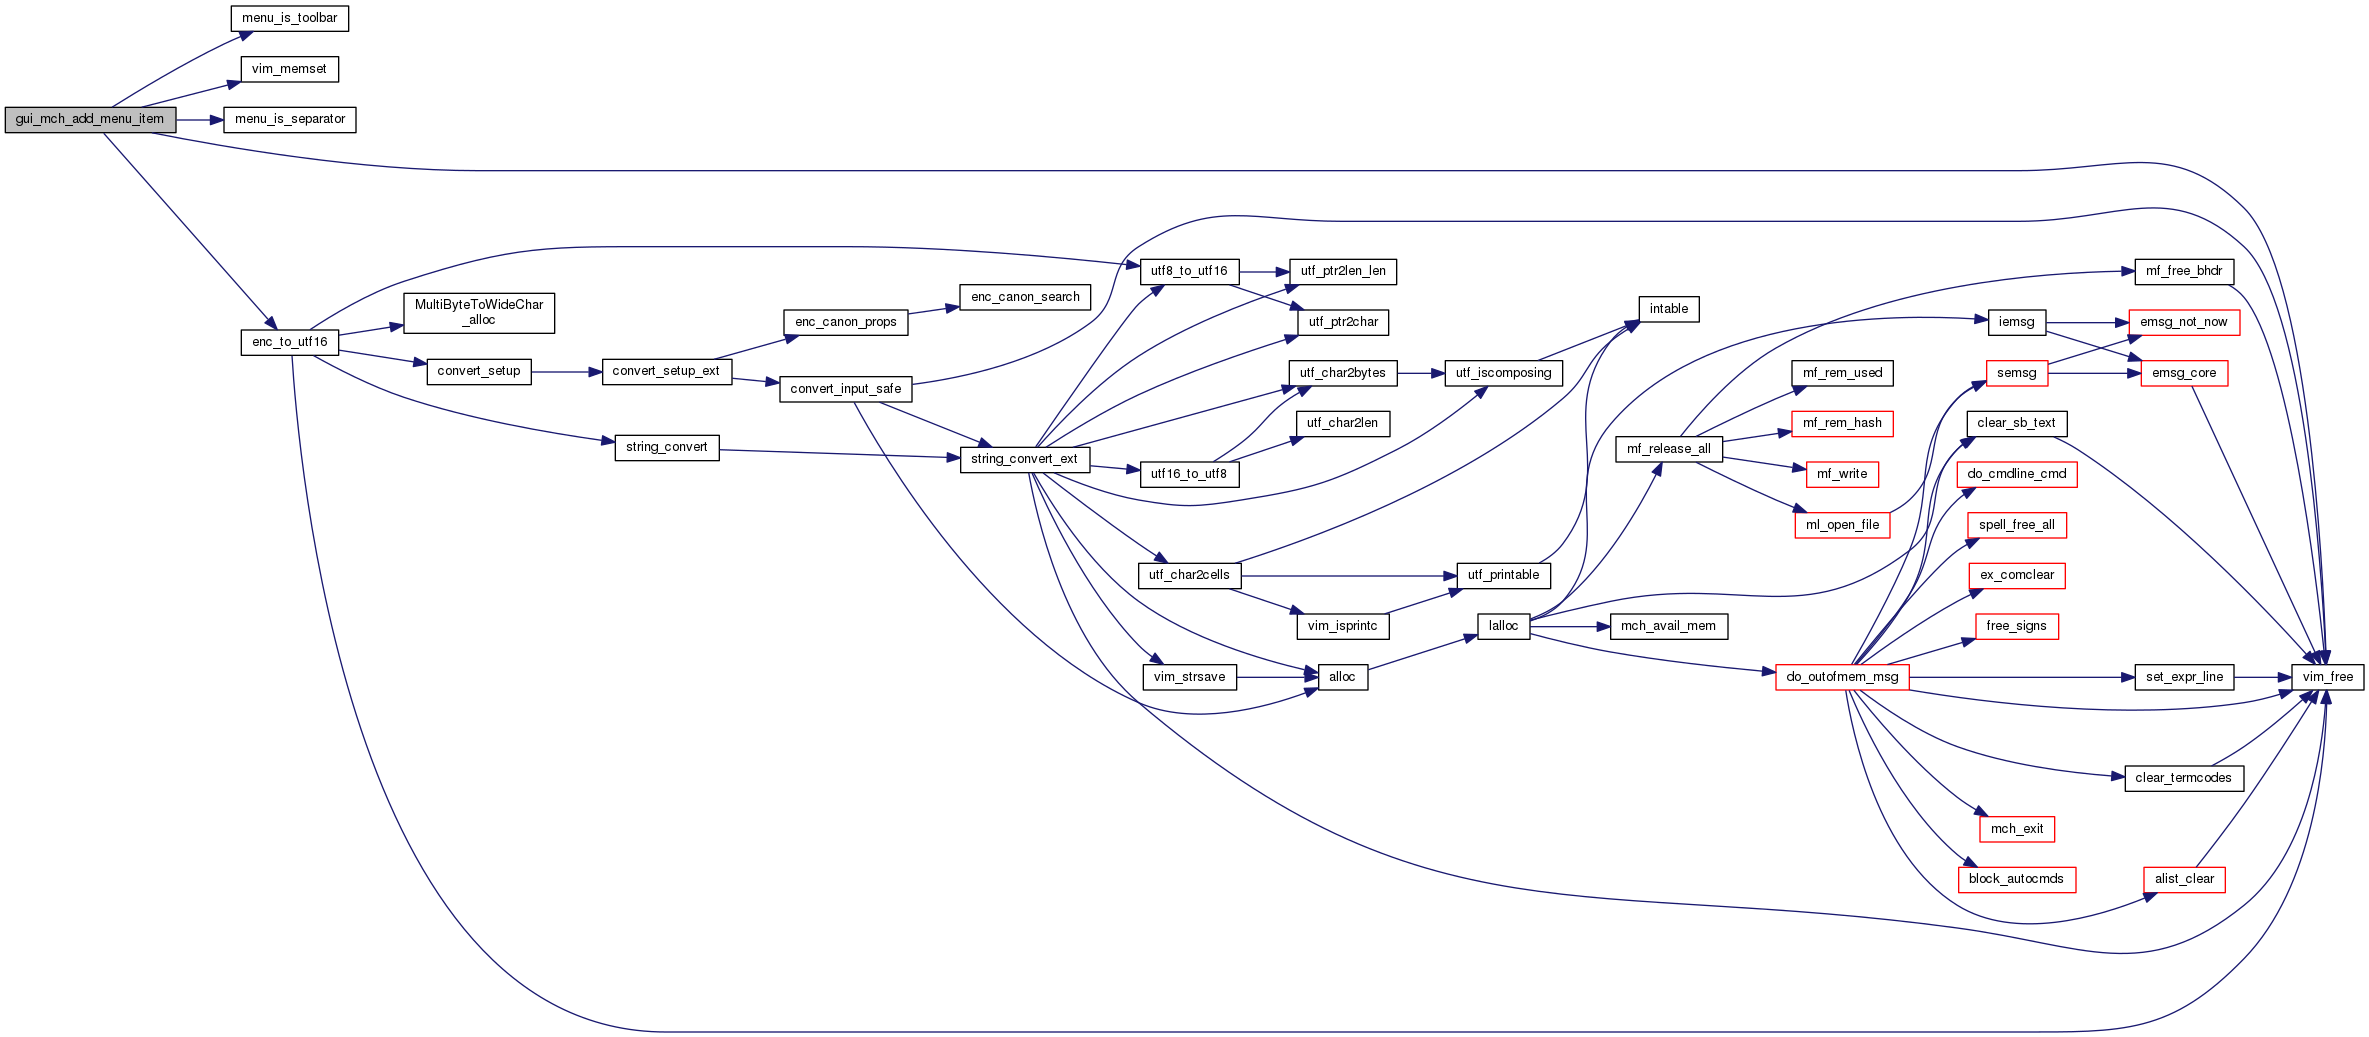 menu_is_toolbar
vim_memset
gui_mch_add_menu_item
menu_is_separator
enc_to_utf16
MultiByteToWideChar
_alloc
convert_setup
string_convert
convert_setup_ext
enc_canon_props
convert_input_safe
enc_canon_search
string_convert_ext
utf8_to_utf16
utf16_to_utf8
utf_char2cells
vim_strsave
utf_ptr2len_len
utf_ptr2char
utf_char2bytes
utf_char2len
vim_isprintc
alloc
utf_iscomposing
utf_printable
lalloc
intable
mf_release_all
mch_avail_mem
mf_rem_used
mf_rem_hash
mf_write
ml_open_file
do_outofmem_msg
iemsg
semsg
clear_sb_text
do_cmdline_cmd
spell_free_all
ex_comclear
free_signs
mch_exit
block_autocmds
mf_free_bhdr
emsg_not_now
emsg_core
set_expr_line
clear_termcodes
alist_clear
vim_free